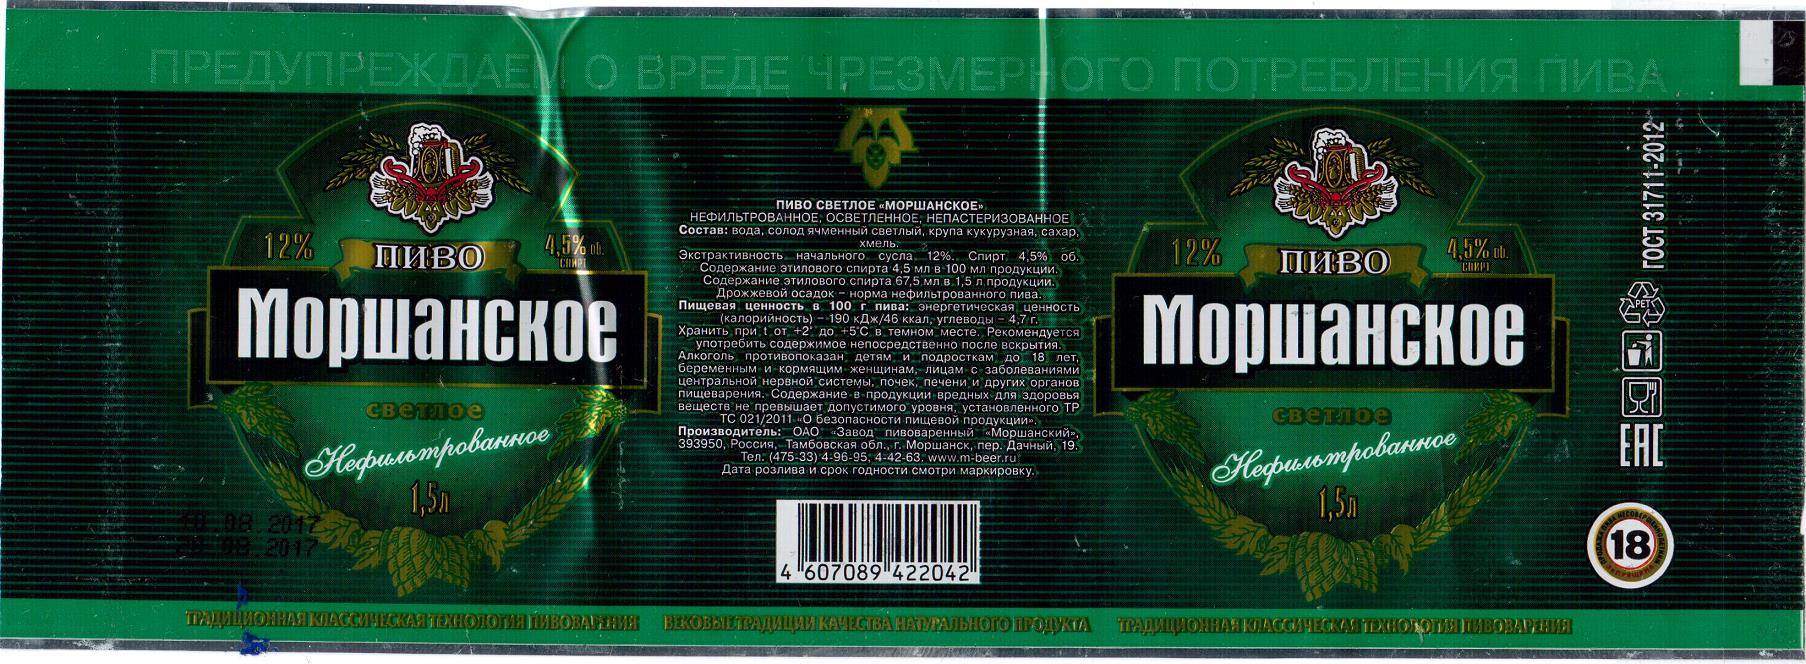 ПРЕДУПРЕЖДАЕМ О ВРЕДЕ ЧРЕЗМЕРНОГО ПОТРЕБЛЕНИЯ ПИВА
12%
4,5% об.
СПИРТ
ПИВО
Моршанское
светлое
Нефильтрованное
1,5л
10.08.2017
20.08.2017
ПИВО СВЕТЛОЕ «МОРШАНСКОЕ»
НЕФИЛЬТРОВАННОЕ, ОСВЕТЛЕННОЕ, НЕПАСТЕРИЗОВАННОЕ
Состав: вода, солод ячменный светлый, крупа кукурузная, сахар,
хмель.
Экстрактивность начального сусла 12%. Спирт 4,5% об.
Содержание этилового спирта 4,5 мл в 100 мл продукции.
Содержание этилового спирта 67,5 мл в 1,5 л продукции.
Дрожжевой осадок – норма нефильтрованного пива.
Пищевая ценность в 100 г пива: энергетическая ценность
(калорийность) – 190 кДж/46 ккал, углеводы – 4,7 г.
Хранить при t от +2° до +5°С в темном месте. Рекомендуется
употребить содержимое непосредственно после вскрытия.
Алкоголь противопоказан детям и подросткам до 18 лет,
беременным и кормящим женщинам, лицам с заболеваниями
центральной нервной системы, почек, печени и других органов
пищеварения. Содержание в продукции вредных для здоровья
веществ не превышает допустимого уровня, установленного ТР
ТС 021/2011 «О безопасности пищевой продукции».
Производитель: ОАО «Завод пивоваренный «Моршанский»,
393950, Россия, Тамбовская обл., г. Моршанск, пер. Дачный, 19.
Тел. (475-33) 4-96-95, 4-42-63. www.m-beer.ru
Дата розлива и срок годности смотри маркировку.
4 607089 422042
12%
4,5% об.
СПИРТ
ПИВО
Моршанское
светлое
Нефильтрованное
1,5л
ГОСТ 31711-2012
PET
EAC
18
ТРАДИЦИОННАЯ КЛАССИЧЕСКАЯ ТЕХНОЛОГИЯ ПИВОВАРЕНИЯ
ВЕКОВЫЕ ТРАДИЦИИ КАЧЕСТВА НАТУРАЛЬНОГО ПРОДУКТА
ТРАДИЦИОННАЯ КЛАССИЧЕСКАЯ ТЕХНОЛОГИЯ ПИВОВАРЕНИЯ